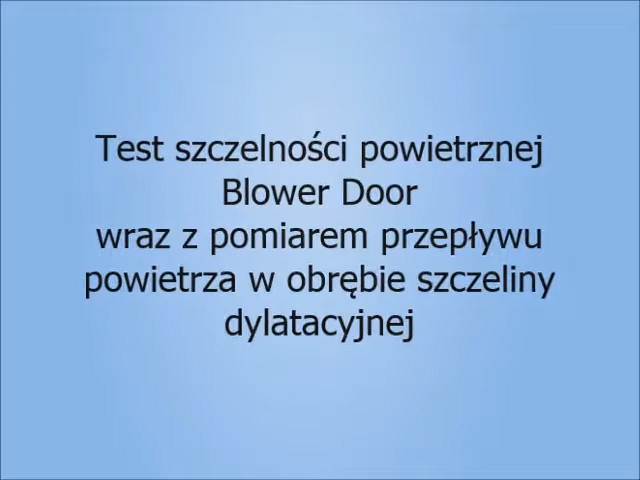 Test szczelności powietrznej
Blower Door
wraz z pomiarem przepływu
powietrza w obrębie szczeliny
dylatacyjnej